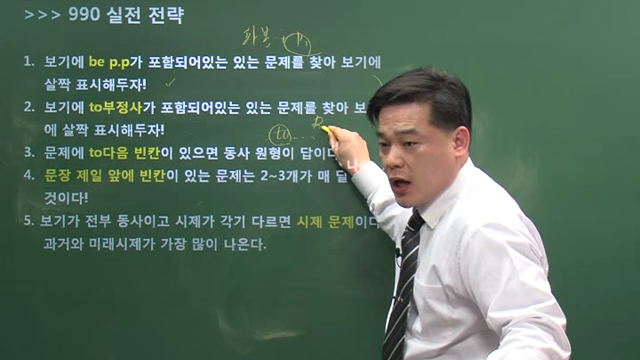 >>> 990 실전 전략
1. 보기에 be p.p가 포함되어있는 있는 문제를 찾아 보기에
살짝 표시해두자!
2. 보기에 to부정사가 포함되어있는 있는 문제를 찾아 보
에 살짝 표시해두자!
to
3. 문제에 to다음 빈칸이 있으면 동사 원형이 답이다
4. 문장 제일 앞에 빈칸이 있는 문제는 2~3개가 매 달 나
것이다!
5. 보기가 전부 동사이고 시제가 각기 다르면 시제 문제이다
과거와 미래시제가 가장 많이 나온다.